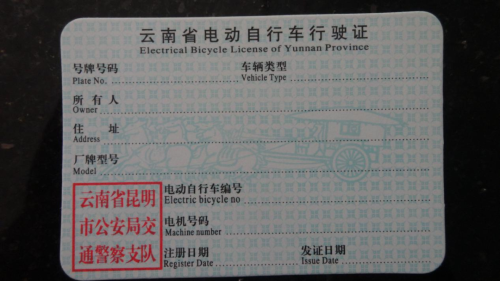 云南省电动自行车行驶证
Electrical Bicycle License of Yunnan Province
号牌号码 车辆类型
Plate No. Vehicle Type
所有人
Owner
住址
Address
厂牌型号
Model
云南省昆明
市公安局交
通警察支队
电动自行车编号
Electric bicycle no
电机号码
Machine number
注册日期 发证日期
Register Date Issue Date